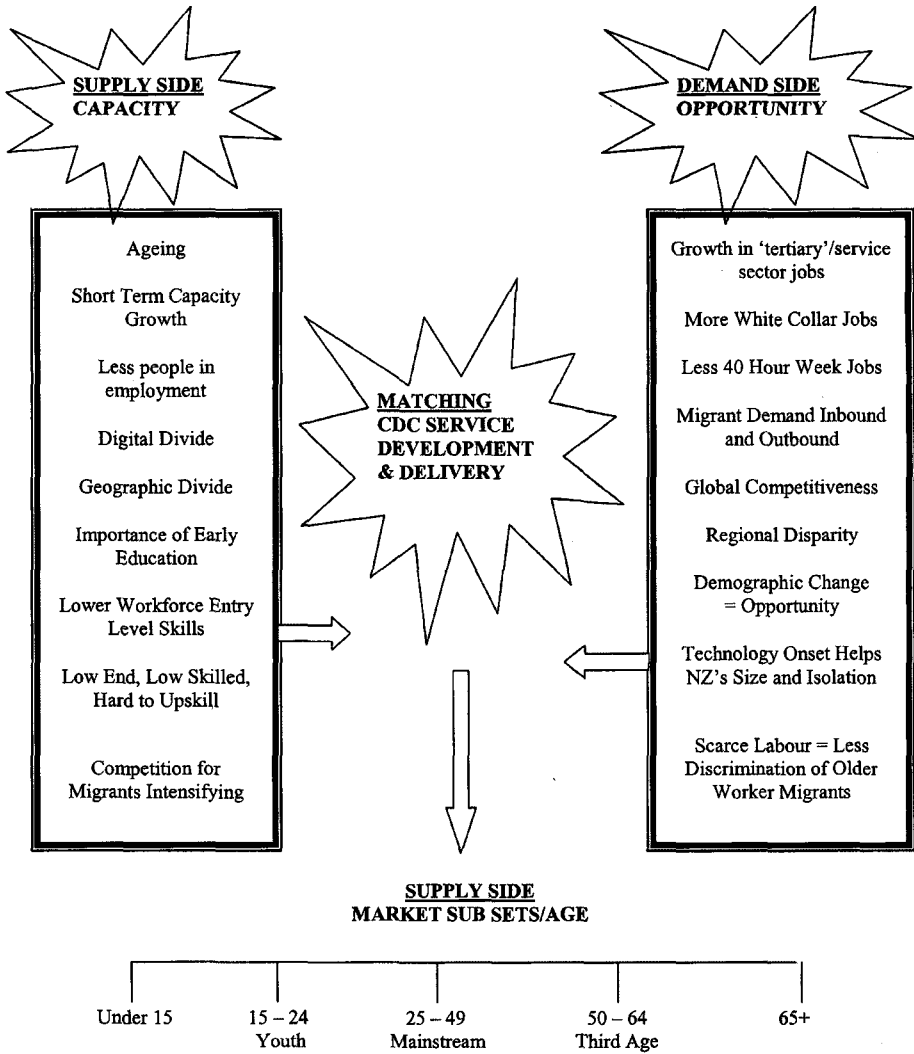 SUPPLY SIDE
CAPACITY
DEMAND SIDE
OPPORTUNITY
Ageing
Short Term Capacity
Growth
Less people in
employment
Digital Divide
Geographic Divide
Importance of Early
Education
Lower Workforce Entry
Level Skills
Low End, Low Skilled,
Hard to Upskill
Competition for
Migrants Intensifying
MATCHING
CDC SERVICE
DEVELOPMENT
& DELIVERY
Growth in ‘tertiary’/service
sector jobs
More White Collar Jobs
Less 40 Hour Week Jobs
Migrant Demand Inbound
and Outbound
Global Competitiveness
Regional Disparity
Demographic Change
= Opportunity
Technology Onset Helps
NZ’s Size and Isolation
Scarce Labour = Less
Discrimination of Older
Worker Migrants
SUPPLY SIDE
MARKET SUB SETS/AGE
Under 15
15 – 24
Youth
25 – 49
Mainstream
50 – 64
Third Age
65+